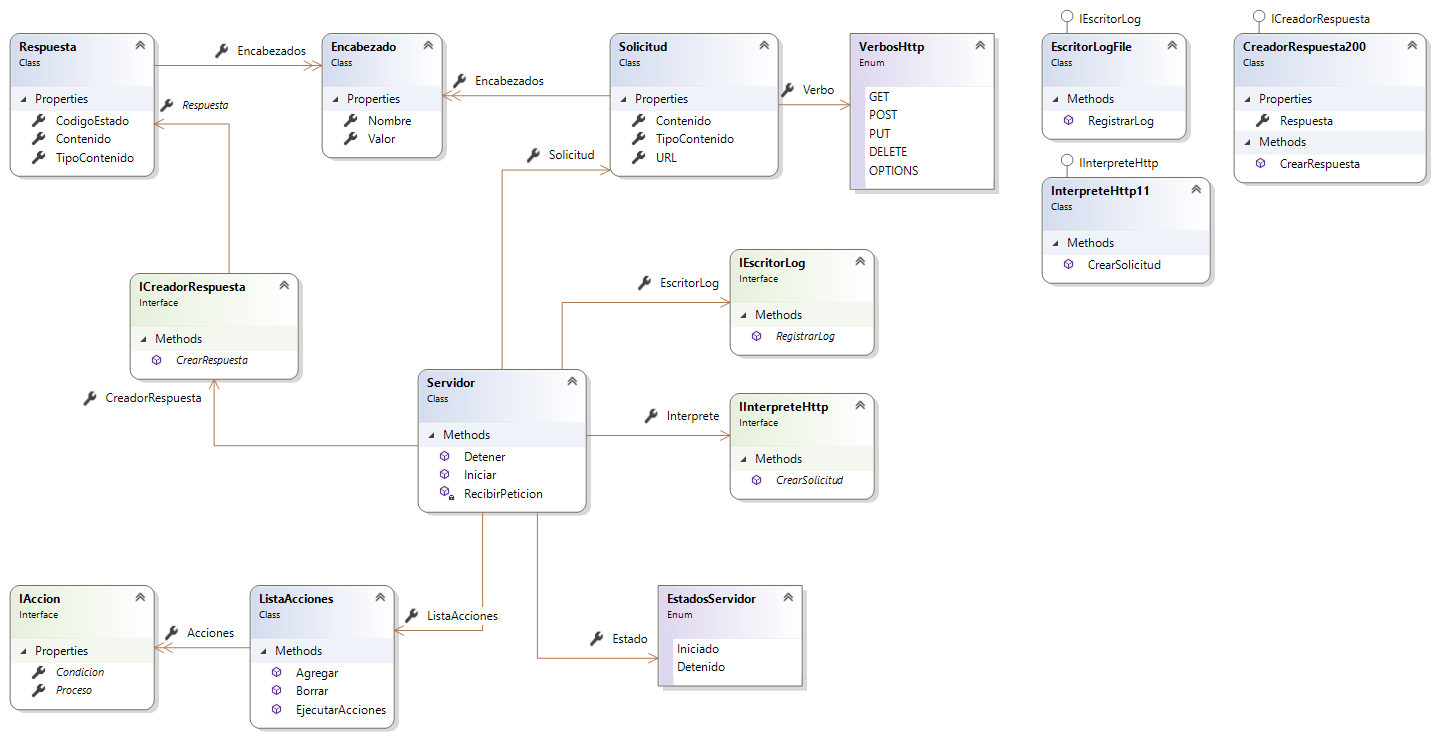 Respuesta
Class
Properties
CodigoEstado
Contenido
TipoContenido
Encabezados
Encabezado
Class
Properties
Nombre
Valor
Encabezados
Solicitud
Class
Properties
Contenido
TipoContenido
URL
Verbo
VerbosHttp
Enum
GET
POST
PUT
DELETE
OPTIONS
IEscritorLog
EscritorLogFile
Class
Methods
RegistrarLog
ICreadorRespuesta
CreadorRespuesta200
Class
Properties
Respuesta
Methods
CrearRespuesta
IInterpreteHttp
InterpreteHttp11
Class
Methods
CrearSolicitud
Respuesta
Solicitud
ICreadorRespuesta
Interface
Methods
CrearRespuesta
CreadorRespuesta
EscritorLog
IEscritorLog
Interface
Methods
RegistrarLog
Servidor
Class
Methods
Detener
Iniciar
RecibirPeticion
Interprete
IInterpreteHttp
Interface
Methods
CrearSolicitud
IAccion
Interface
Properties
Condicion
Proceso
Acciones
ListaAcciones
Class
Methods
Agregar
Borrar
EjecutarAcciones
ListaAcciones
Estado
EstadosServidor
Enum
Iniciado
Detenido